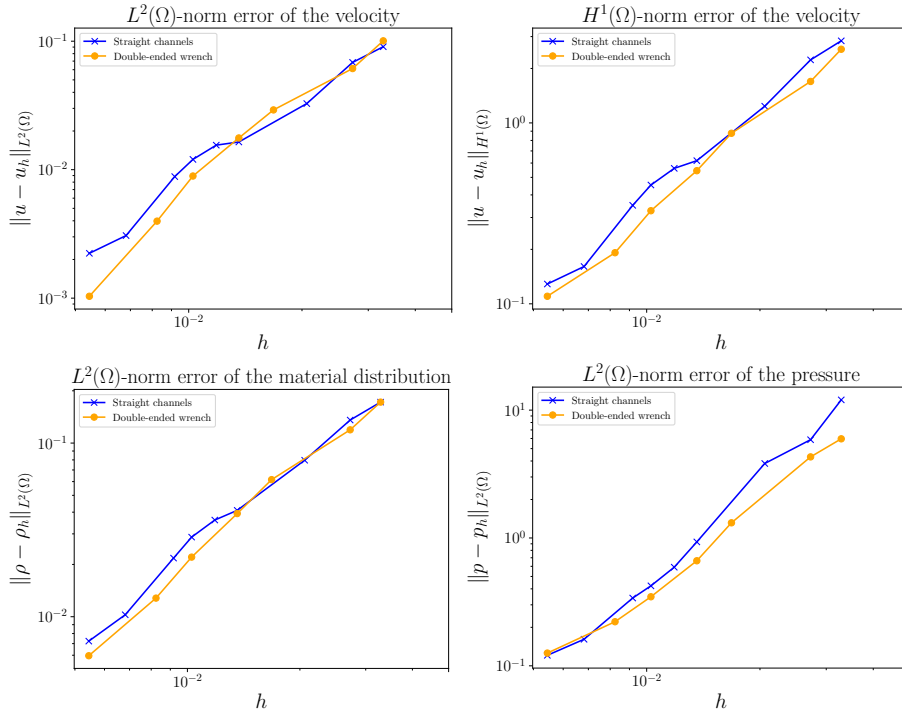 L²(Ω)-norm error of the velocity
‖u − u_h‖_{L²(Ω)}
10⁻¹
10⁻²
10⁻³
Straight channels
Double-ended wrench
10⁻²
h
H¹(Ω)-norm error of the velocity
‖u − u_h‖_{H¹(Ω)}
10⁰
10⁻¹
Straight channels
Double-ended wrench
10⁻²
h
L²(Ω)-norm error of the material distribution
‖ρ − ρ_h‖_{L²(Ω)}
10⁻¹
10⁻²
Straight channels
Double-ended wrench
10⁻²
h
L²(Ω)-norm error of the pressure
‖p − p_h‖_{L²(Ω)}
10¹
10⁰
10⁻¹
Straight channels
Double-ended wrench
10⁻²
h